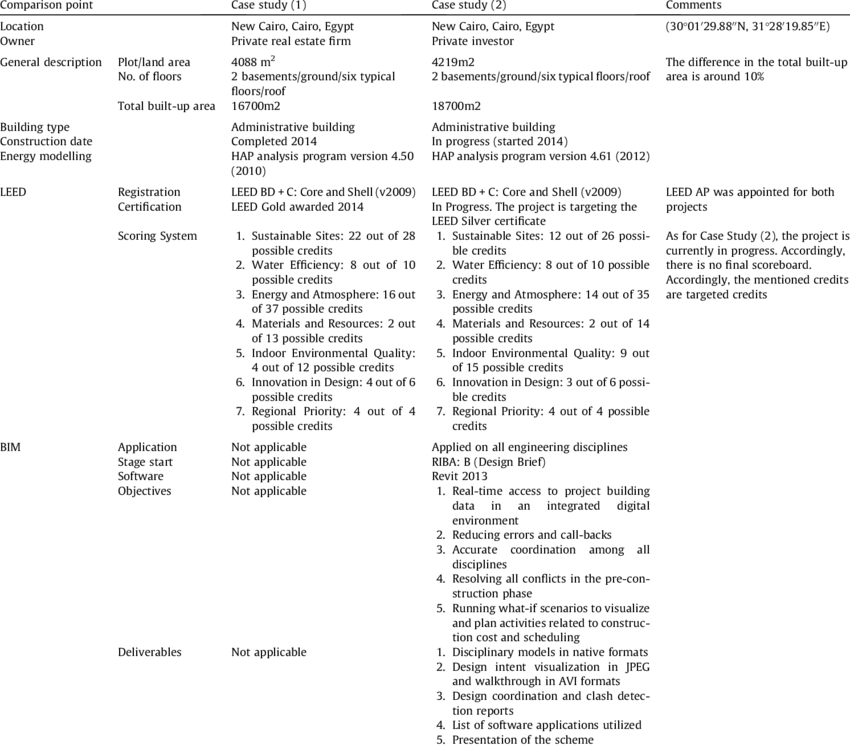 Comparison point Case study (1) Case study (2) Comments
Location New Cairo, Cairo, Egypt New Cairo, Cairo, Egypt (30°01′29.88″N, 31°28′19.85″E)
Owner Private real estate firm Private investor
General description Plot/land area 4088 m² 4219m2 The difference in the total built-up
No. of floors 2 basements/ground/six typical 2 basements/ground/six typical floors/roof area is around 10%
floors/roof
Total built-up area 16700m2 18700m2
Building type Administrative building Administrative building
Construction date Completed 2014 In progress (started 2014)
Energy modelling HAP analysis program version 4.50 HAP analysis program version 4.61 (2012)
(2010)
LEED Registration LEED BD + C: Core and Shell (v2009) LEED BD + C: Core and Shell (v2009) LEED AP was appointed for both
Certification LEED Gold awarded 2014 In Progress. The project is targeting the projects
LEED Silver certificate
Scoring System 1. Sustainable Sites: 22 out of 28 1. Sustainable Sites: 12 out of 26 possi- As for Case Study (2), the project is
possible credits ble credits currently in progress. Accordingly,
2. Water Efficiency: 8 out of 10 2. Water Efficiency: 8 out of 10 possible there is no final scoreboard.
possible credits credits Accordingly, the mentioned credits
3. Energy and Atmosphere: 16 out 3. Energy and Atmosphere: 14 out of 35 are targeted credits
of 37 possible credits possible credits
4. Materials and Resources: 2 out 4. Materials and Resources: 2 out of 14
of 13 possible credits possible credits
5. Indoor Environmental Quality: 5. Indoor Environmental Quality: 9 out
4 out of 12 possible credits of 15 possible credits
6. Innovation in Design: 4 out of 6 6. Innovation in Design: 3 out of 6 possi-
possible credits ble credits
7. Regional Priority: 4 out of 4 7. Regional Priority: 4 out of 4 possible
possible credits credits
BIM Application Not applicable Applied on all engineering disciplines
Stage start Not applicable RIBA: B (Design Brief)
Software Not applicable Revit 2013
Objectives Not applicable 1. Real-time access to project building
data in an integrated digital
environment
2. Reducing errors and call-backs
3. Accurate coordination among all
disciplines
4. Resolving all conflicts in the pre-con-
struction phase
5. Running what-if scenarios to visualize
and plan activities related to construc-
tion cost and scheduling
Deliverables Not applicable 1. Disciplinary models in native formats
2. Design intent visualization in JPEG
and walkthrough in AVI formats
3. Design coordination and clash detec-
tion reports
4. List of software applications utilized
5. Presentation of the scheme